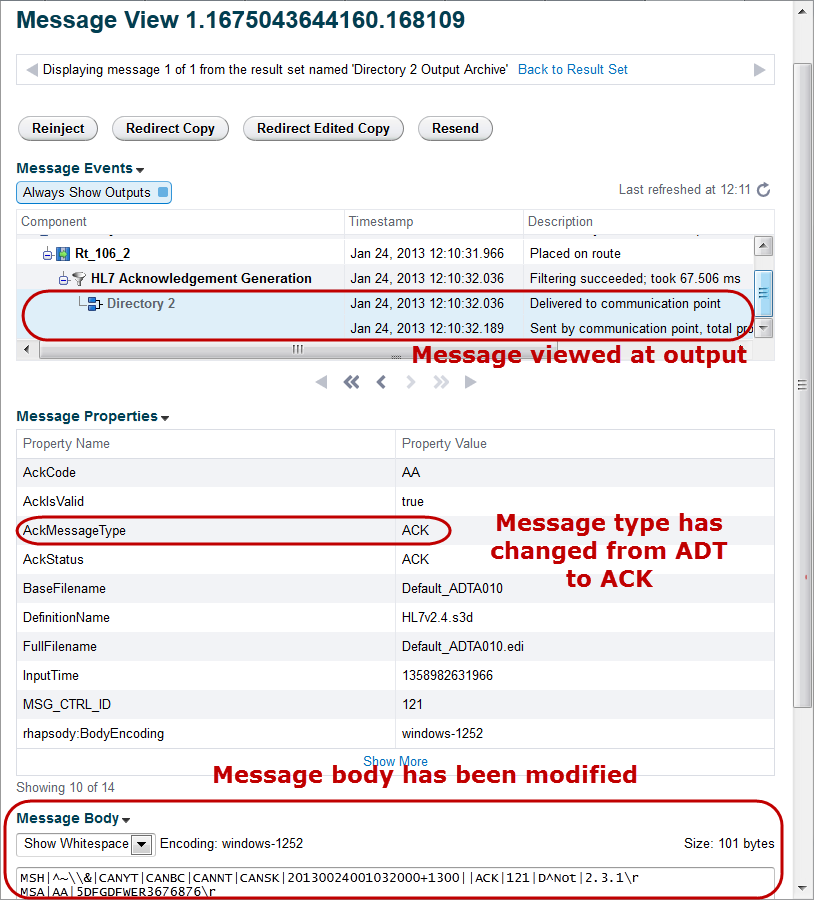 Message View 1.1675043644160.168109
Displaying message 1 of 1 from the result set named 'Directory 2 Output Archive' Back to Result Set
Reinject Redirect Copy Redirect Edited Copy Resend
Message Events
Always Show Outputs Last refreshed at 12:11
Component Timestamp Description
Rt_106_2 Jan 24, 2013 12:10:31.966 Placed on route
HL7 Acknowledgement Generation Jan 24, 2013 12:10:32.036 Filtering succeeded; took 67.506 ms
Directory 2 Jan 24, 2013 12:10:32.036 Delivered to communication point
Jan 24, 2013 12:10:32.189 Sent by communication point, total pro
Message viewed at output
Message Properties
Property Name Property Value
AckCode AA
AckIsValid true
AckMessageType ACK
AckStatus ACK
Message type has
changed from ADT
to ACK
BaseFilename Default_ADTA010
DefinitionName HL7v2.4.s3d
FullFilename Default_ADTA010.edi
InputTime 1358982631966
MSG_CTRL_ID 121
rhapsody:BodyEncoding windows-1252
Show More
Message body has been modified
Showing 10 of 14
Message Body
Show Whitespace Encoding: windows-1252 Size: 101 bytes
MSH|^~\\&|CANYT|CANBC|CANNT|CANSK|20130024001032000+1300||ACK|121|D^Not|2.3.1\r
MSA|AA|5DFGDFWER3676876\r